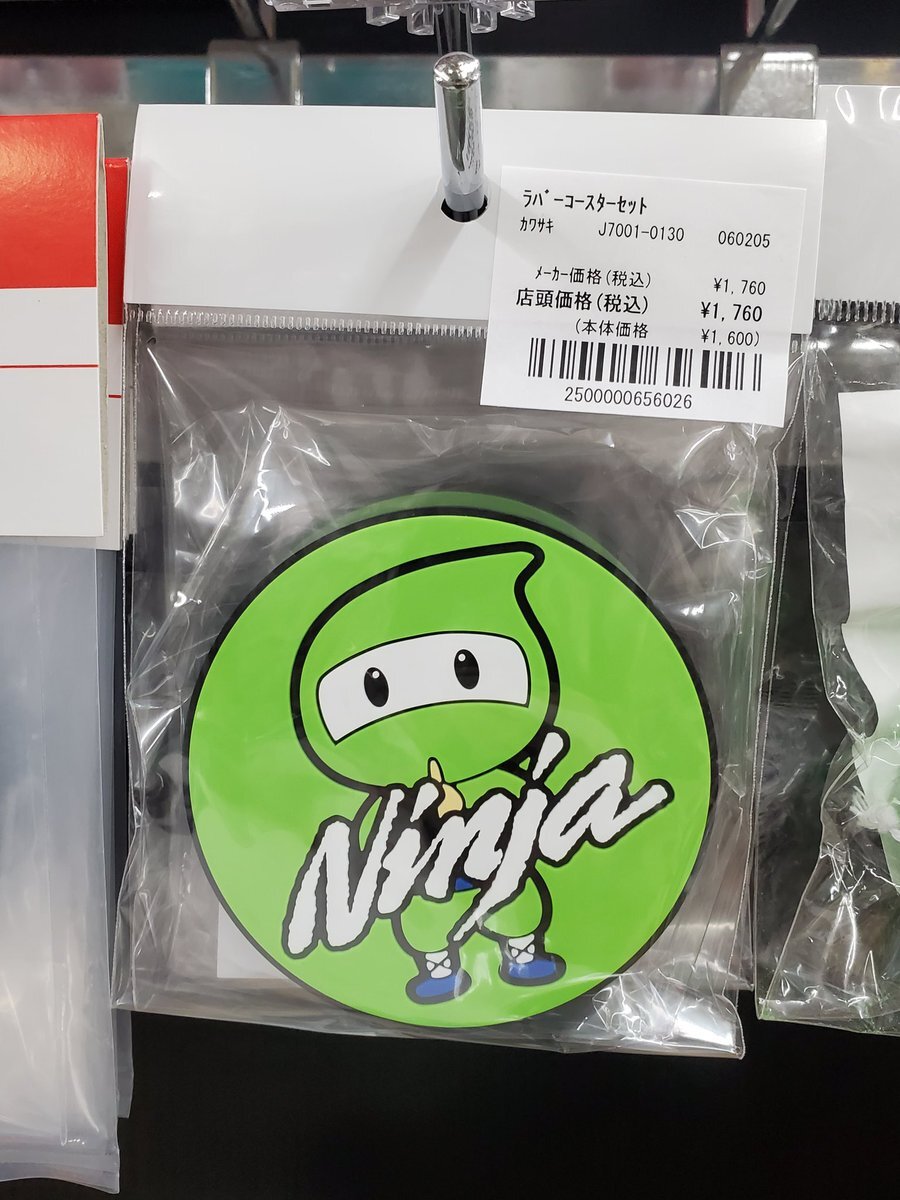 ラバーコースターセット
カワサキ J7001-0130 060205
メーカー価格(税込) ¥1,760
店頭価格(税込) ¥1,760
(本体価格 ¥1,600)
2500000656026
Ninja